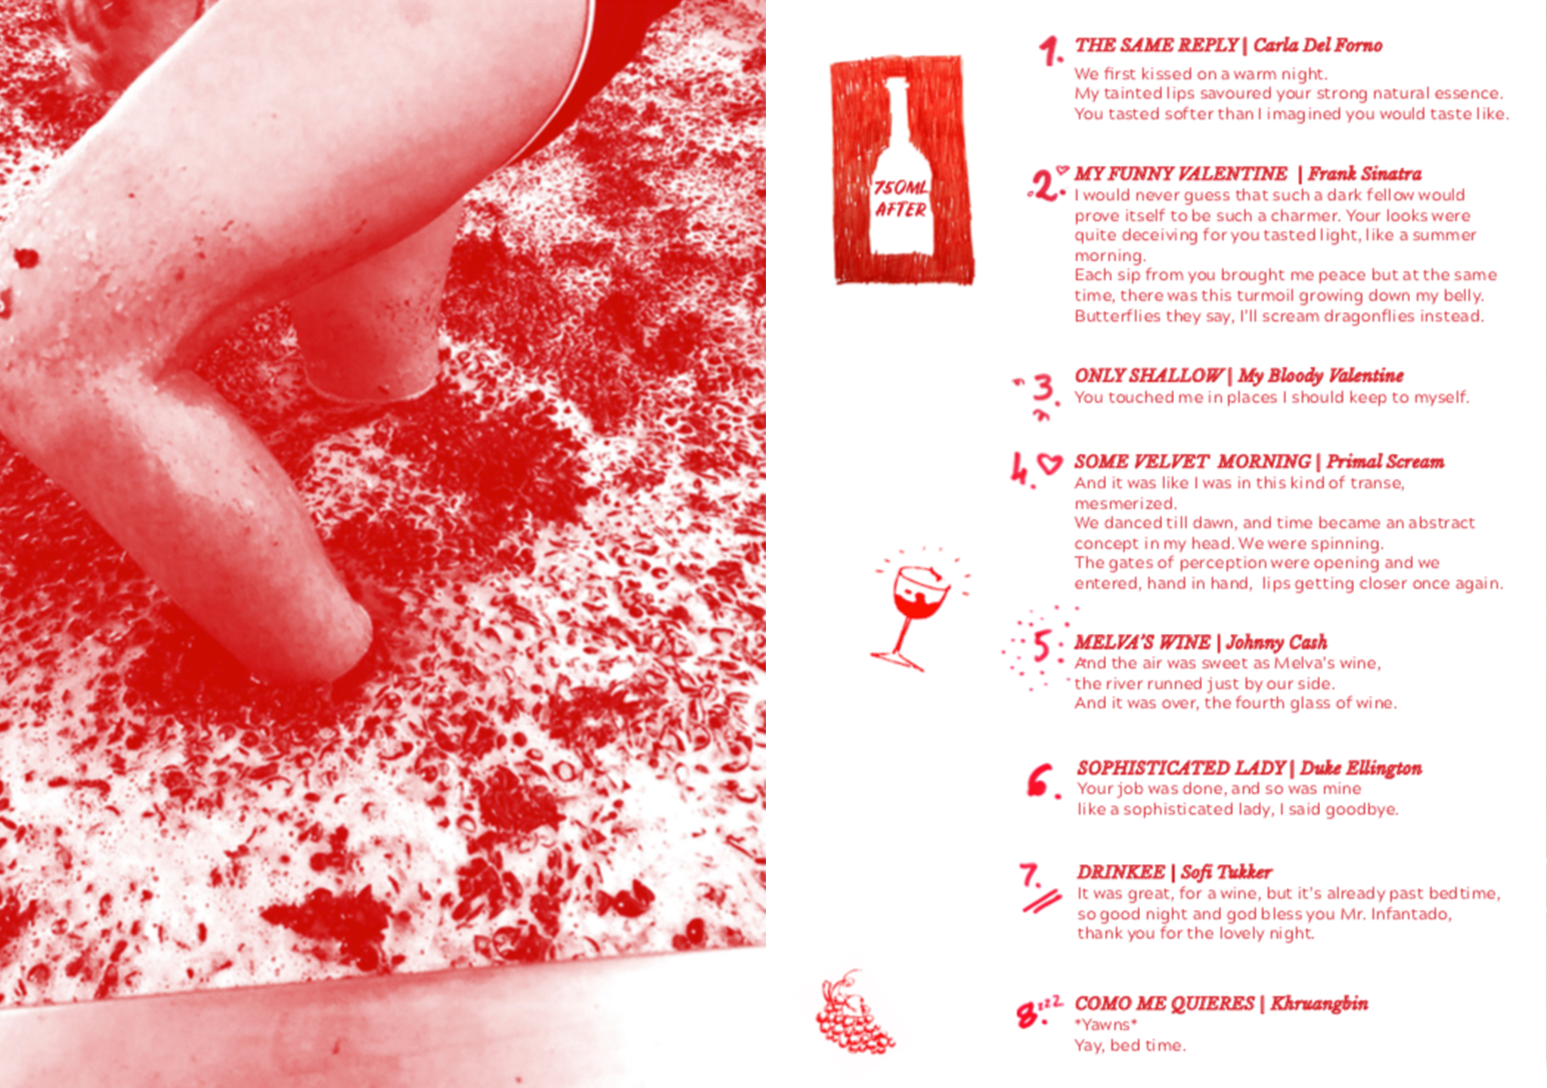 750ML
AFTER
1. THE SAME REPLY | Carla Del Forno
We first kissed on a warm night.
My tainted lips savoured your strong natural essence.
You tasted softer than I imagined you would taste like.
2. MY FUNNY VALENTINE | Frank Sinatra
I would never guess that such a dark fellow would
prove itself to be such a charmer. Your looks were
quite deceiving for you tasted light, like a summer
morning.
Each sip from you brought me peace but at the same
time, there was this turmoil growing down my belly.
Butterflies they say, I'll scream dragonflies instead.
3. ONLY SHALLOW | My Bloody Valentine
You touched me in places I should keep to myself.
4. SOME VELVET MORNING | Primal Scream
And it was like I was in this kind of transe,
mesmerized.
We danced till dawn, and time became an abstract
concept in my head. We were spinning.
The gates of perception were opening and we
entered, hand in hand, lips getting closer once again.
5. MELVA'S WINE | Johnny Cash
And the air was sweet as Melva's wine,
the river runned just by our side.
And it was over, the fourth glass of wine.
6. SOPHISTICATED LADY | Duke Ellington
Your job was done, and so was mine
like a sophisticated lady, I said goodbye.
7. DRINKEE | Sofi Tukker
It was great, for a wine, but it's already past bedtime,
so good night and god bless you Mr. Infantado,
thank you for the lovely night.
8. zzz COMO ME QUIERES | Khruangbin
*Yawns*
Yay, bed time.